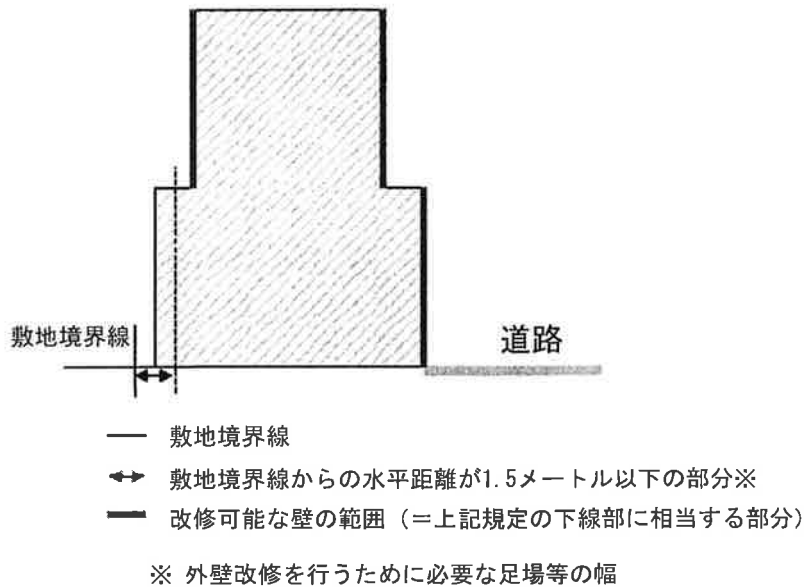 敷地境界線
道路
敷地境界線
敷地境界線からの水平距離が1.5メートル以下の部分※
改修可能な壁の範囲（＝上記規定の下線部に相当する部分）
※ 外壁改修を行うために必要な足場等の幅